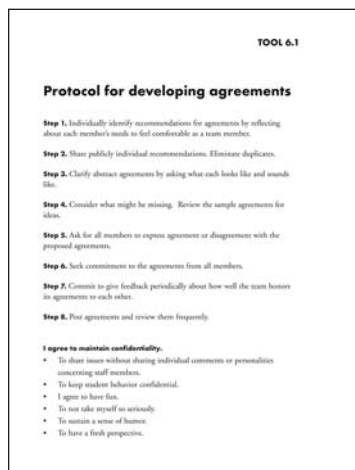 TOOL 6.1
Protocol for developing agreements
Step 1. Individually identify recommendations for agreements by reflecting
about each member's needs to feel comfortable as a team member.
Step 2. Share publicly individual recommendations. Eliminate duplicates.
Step 3. Clarify abstract agreements by asking what each looks like and sounds
like.
Step 4. Consider what might be missing. Review the sample agreements for
ideas.
Step 5. Ask for all members to express agreement or disagreement with the
proposed agreements.
Step 6. Seek commitment to the agreements from all members.
Step 7. Commit to give feedback periodically about how well the team honors
its agreements to each other.
Step 8. Post agreements and review them frequently.
I agree to maintain confidentiality.
• To share issues without sharing individual comments or personalities
concerning staff members.
• To keep student behavior confidential.
• I agree to have fun.
• To not take myself so seriously.
• To sustain a sense of humor.
• To have a fresh perspective.